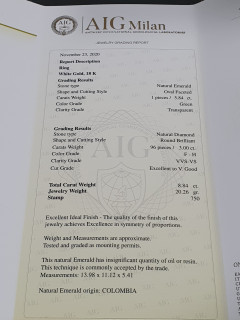 AIG Milan
JEWELRY GRADING REPORT
November 23, 2020
Report Description
Ring
White Gold, 18 K
Grading Results
Stone type Natural Emerald
Shape and Cutting Style Oval Faceted
Carats Weight 1 pieces / 5.84 ct.
Color Grade Green
Clarity Grade Transparent
Grading Results
Stone type Natural Diamond
Shape and Cutting Style Round Brilliant
Carats Weight 96 pieces / 3.00 ct.
Color Grade F - H
Clarity Grade VVS-VS
Cut Grade Excellent to V. Good
Total Carat Weight 8.84 ct.
Jewelry Weight 20.26 gr.
Stamp 750
Excellent Ideal Finish - The quality of the finish of this
jewelry achieves Excellence in symmetry of proportions.
Weight and Measurements are approximate.
Tested and graded as mounting permits.
This natural Emerald has insignificant quantity of oil or resin.
This technique is commonly accepted by the trade.
Measurements: 13.98 x 11.12 x 5.41
Natural Emerald origin: COLOMBIA